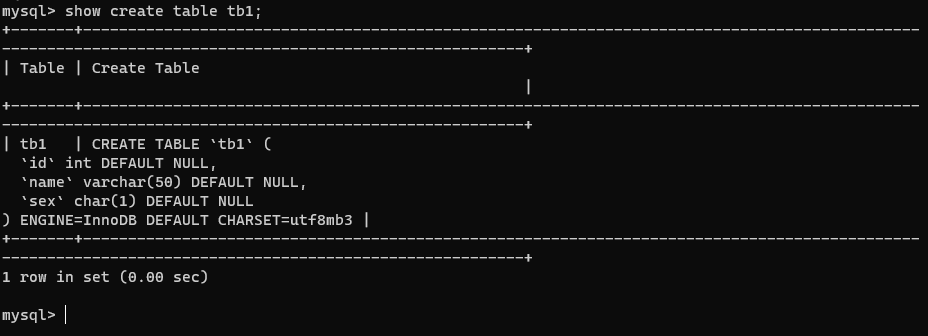 mysql> show create table tb1;
+-------+---------------------------------------------------------------------------------------------
----------------------------------------------------------+
| Table | Create Table
                                                          |
+-------+---------------------------------------------------------------------------------------------
----------------------------------------------------------+
| tb1   | CREATE TABLE `tb1` (
  `id` int DEFAULT NULL,
  `name` varchar(50) DEFAULT NULL,
  `sex` char(1) DEFAULT NULL
) ENGINE=InnoDB DEFAULT CHARSET=utf8mb3 |
+-------+---------------------------------------------------------------------------------------------
----------------------------------------------------------+
1 row in set (0.00 sec)
mysql>